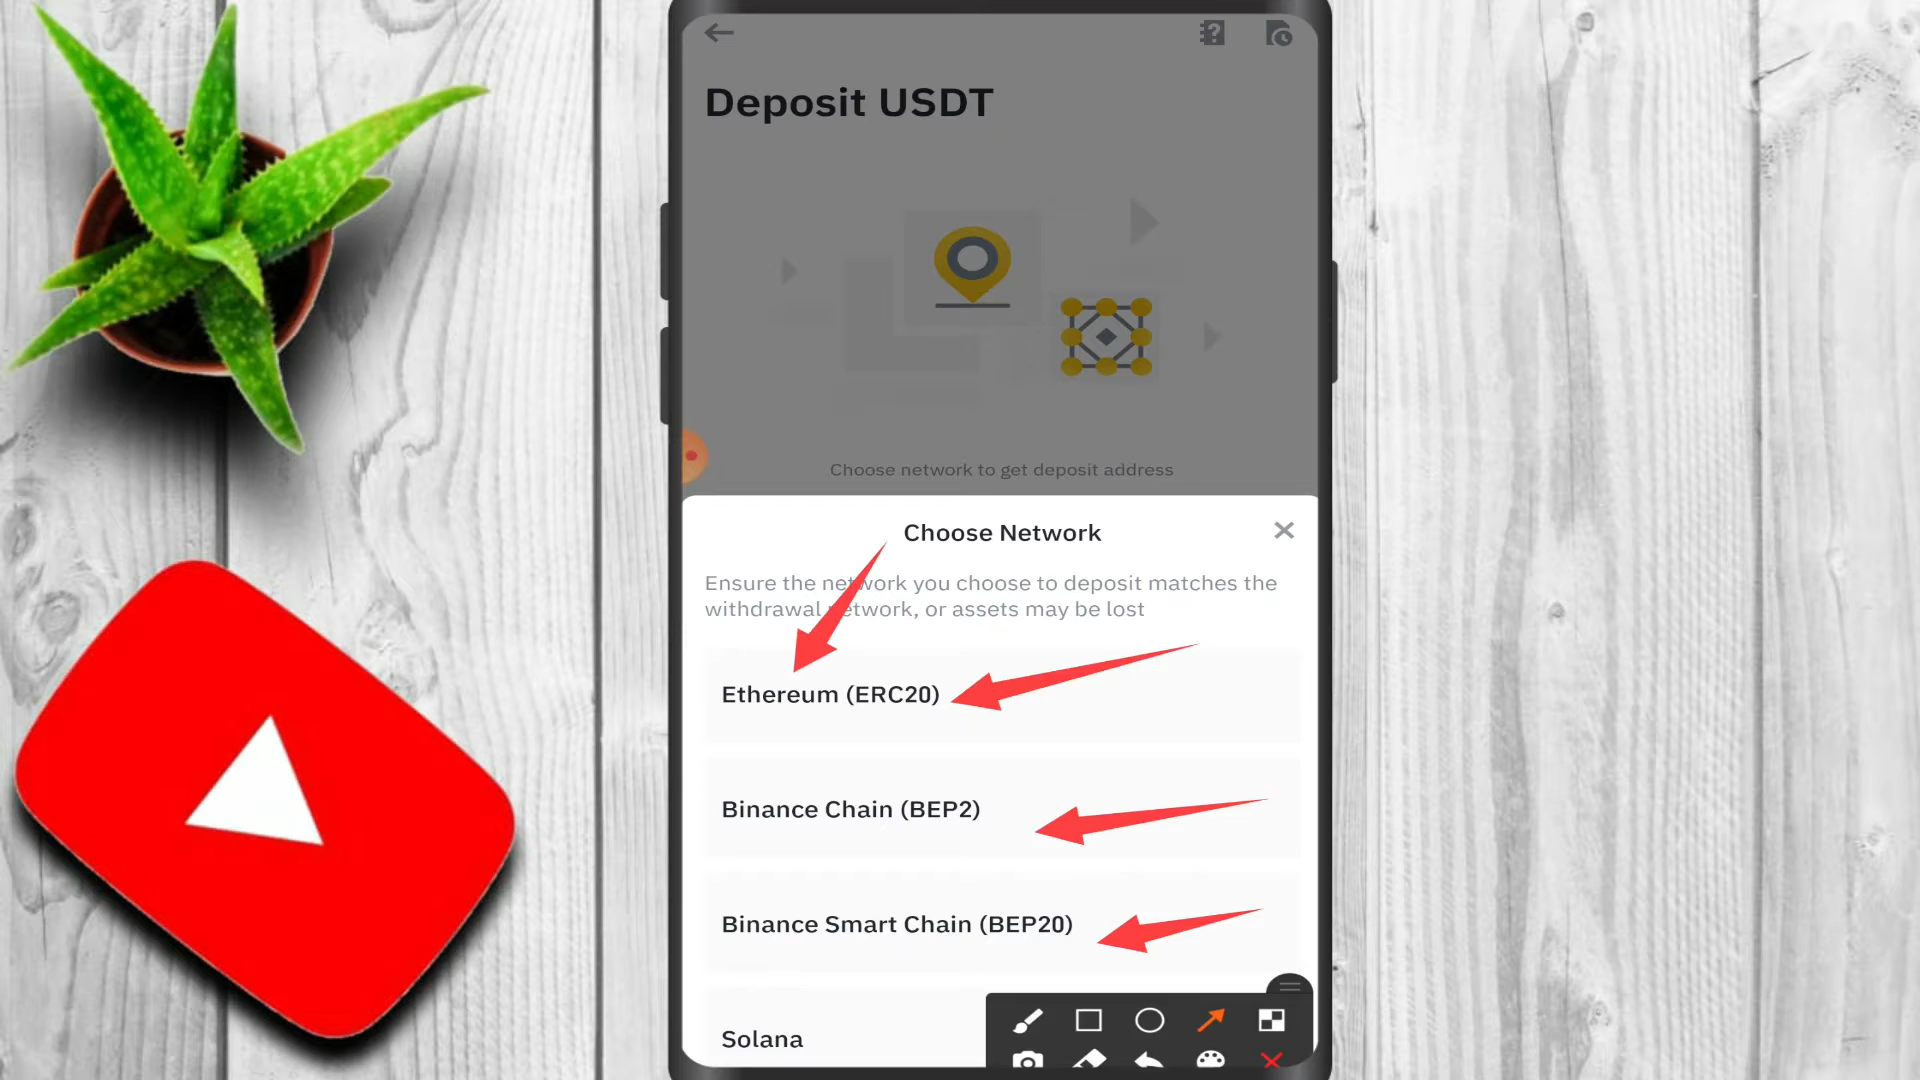 Deposit USDT
Choose network to get deposit address
Choose Network
Ensure the network you choose to deposit matches the
withdrawal network, or assets may be lost
Ethereum (ERC20)
Binance Chain (BEP2)
Binance Smart Chain (BEP20)
Solana